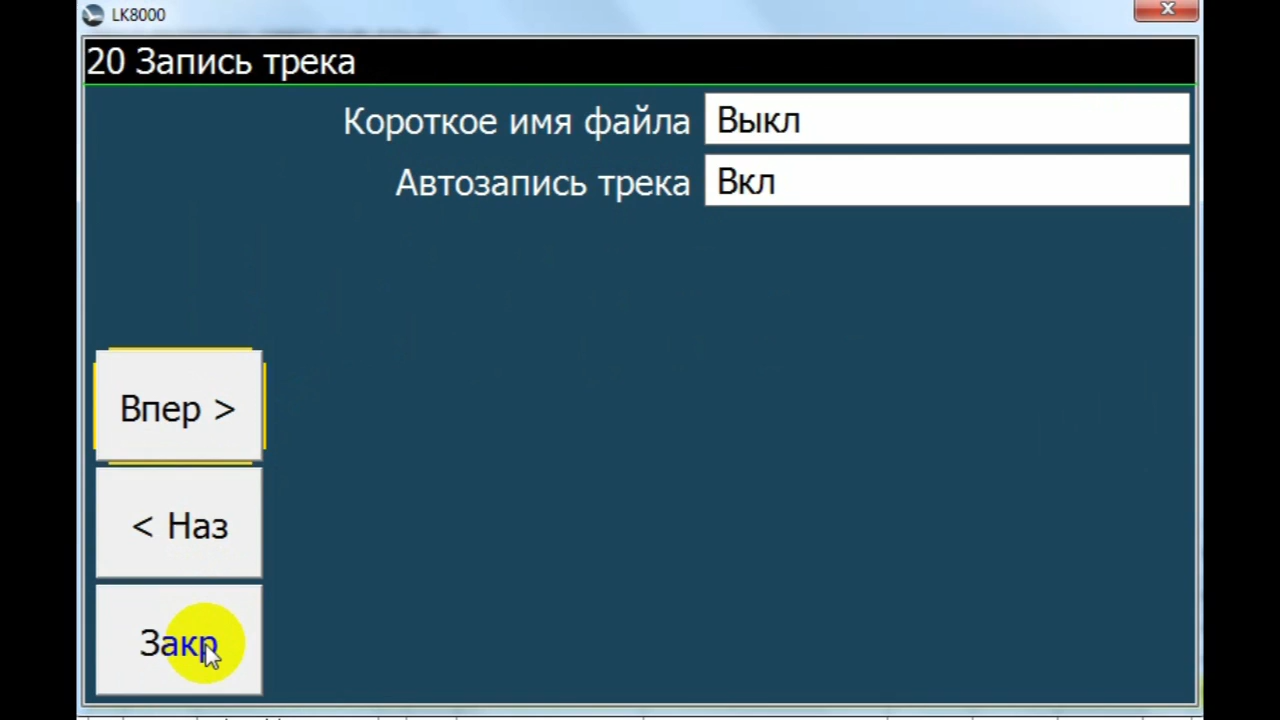 LK8000
20 Запись трека
Короткое имя файла Выкл
Автозапись трека Вкл
Впер >
< Наз
Закр